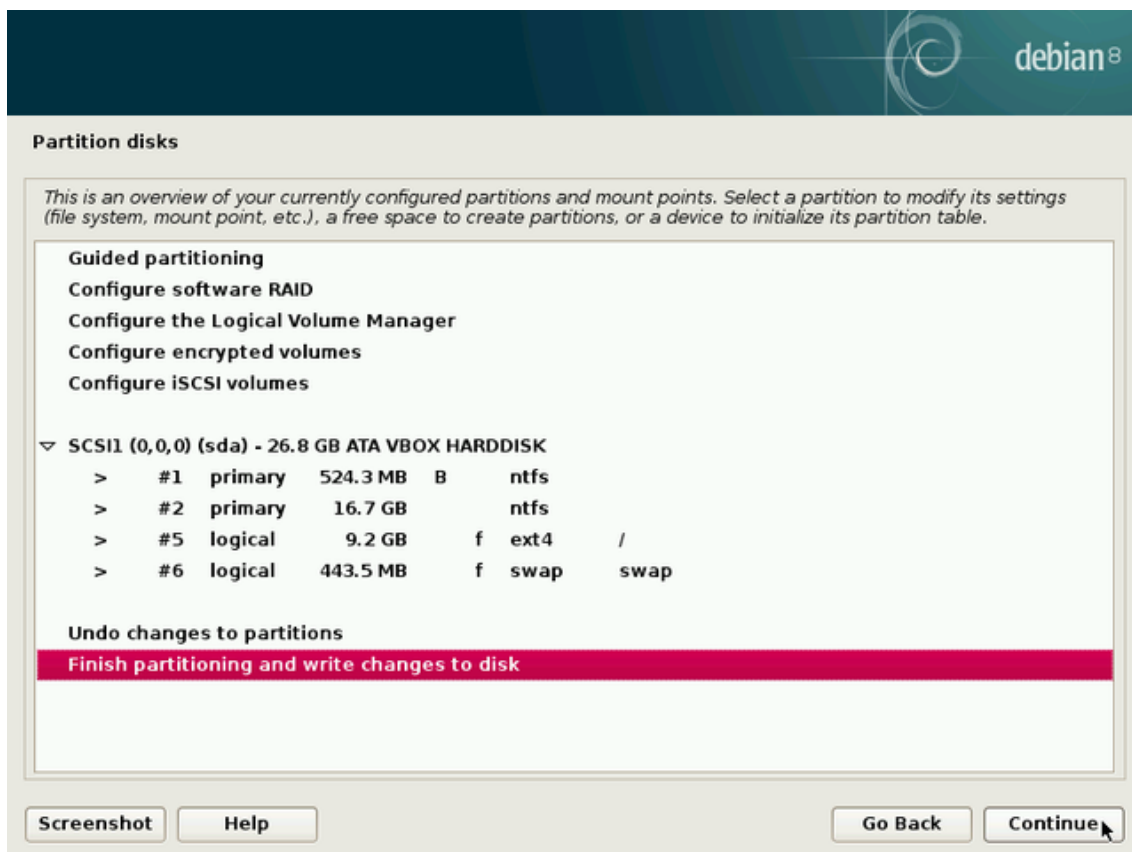 debian 8
Partition disks
This is an overview of your currently configured partitions and mount points. Select a partition to modify its settings
(file system, mount point, etc.), a free space to create partitions, or a device to initialize its partition table.
Guided partitioning
Configure software RAID
Configure the Logical Volume Manager
Configure encrypted volumes
Configure iSCSI volumes
SCSI1 (0,0,0) (sda) - 26.8 GB ATA VBOX HARDDISK
> #1 primary 524.3 MB B ntfs
> #2 primary 16.7 GB ntfs
> #5 logical 9.2 GB f ext4 /
> #6 logical 443.5 MB f swap swap
Undo changes to partitions
Finish partitioning and write changes to disk
Screenshot Help Go Back Continue